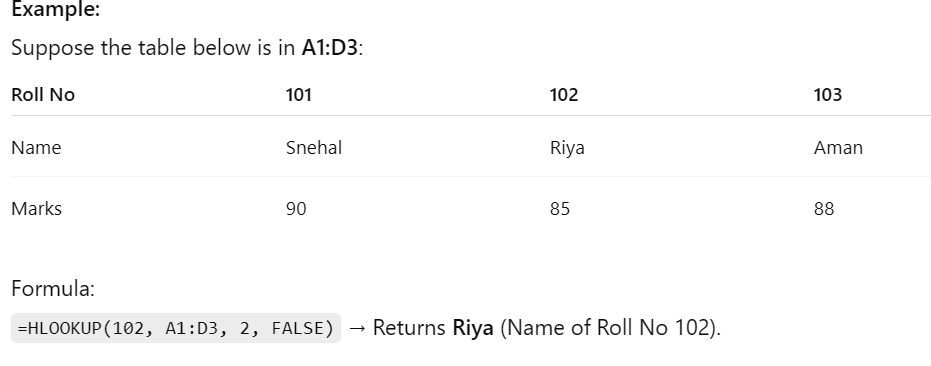 Example:
Suppose the table below is in A1:D3:
Roll No 101 102 103
Name Snehal Riya Aman
Marks 90 85 88
Formula:
=HLOOKUP(102, A1:D3, 2, FALSE) → Returns Riya (Name of Roll No 102).